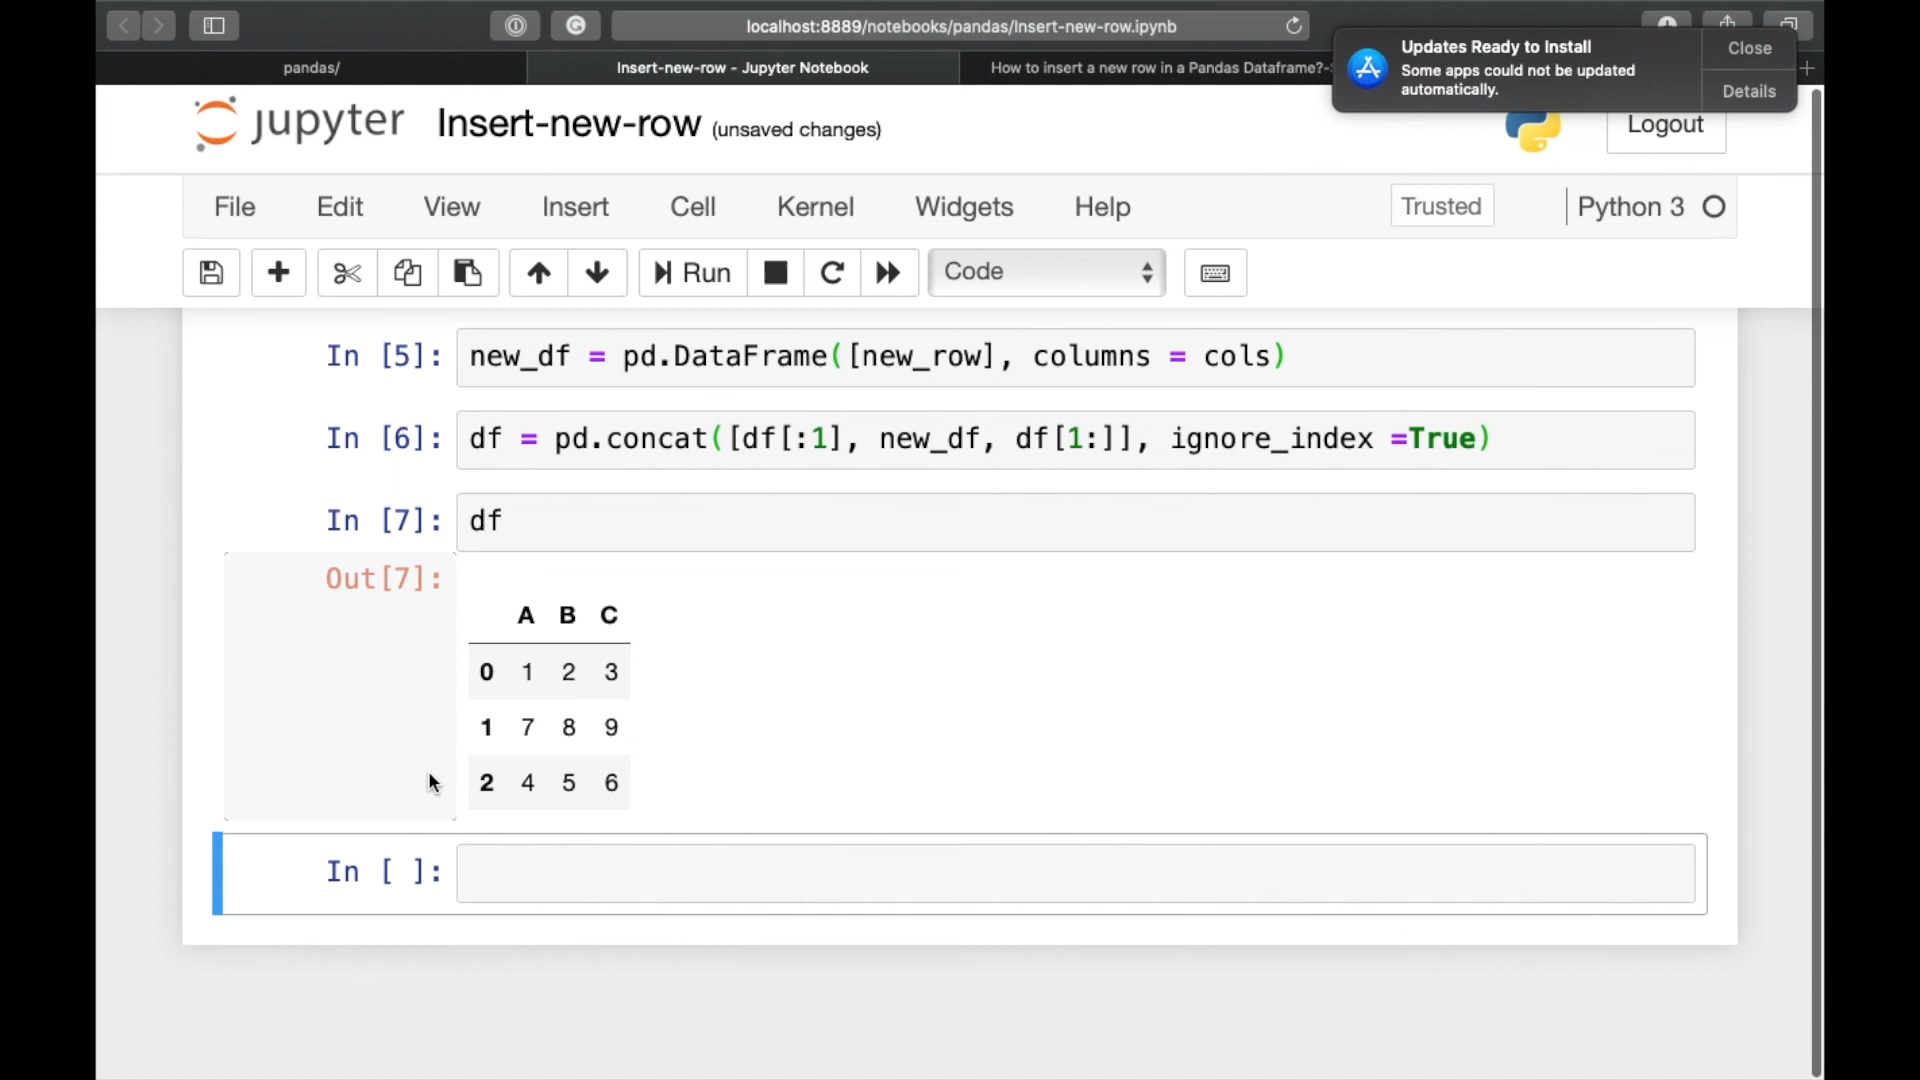 localhost:8889/notebooks/pandas/Insert-new-row.ipynb
pandas/
Insert-new-row - Jupyter Notebook
How to insert a new row in a Pandas Dataframe?-
Updates Ready to Install
Some apps could not be updated
automatically.
Close
Details
jupyter Insert-new-row (unsaved changes)
Logout
File Edit View Insert Cell Kernel Widgets Help
Trusted
Python 3
Run
Code
In [5]: new_df = pd.DataFrame([new_row], columns = cols)
In [6]: df = pd.concat([df[:1], new_df, df[1:]], ignore_index =True)
In [7]: df
Out[7]:
A B C
0 1 2 3
1 7 8 9
2 4 5 6
In [ ]: